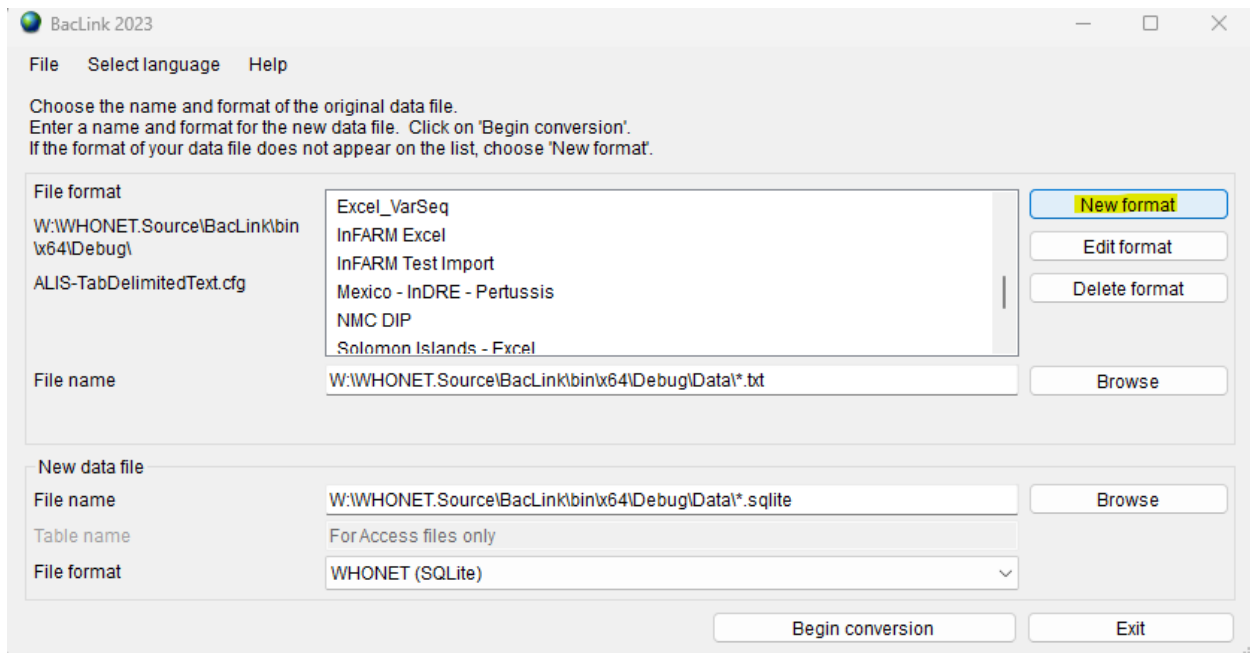 BacLink 2023
File Select language Help
Choose the name and format of the original data file.
Enter a name and format for the new data file. Click on 'Begin conversion'.
If the format of your data file does not appear on the list, choose 'New format'.
File format
W:\WHONET.Source\BacLink\bin
\x64\Debug\
ALIS-TabDelimitedText.cfg
Excel_VarSeq
InFARM Excel
InFARM Test Import
Mexico - InDRE - Pertussis
NMC DIP
Solomon Islands - Excel
New format
Edit format
Delete format
File name
W:\WHONET.Source\BacLink\bin\x64\Debug\Data\*.txt
Browse
New data file
File name
W:\WHONET.Source\BacLink\bin\x64\Debug\Data\*.sqlite
Browse
Table name
For Access files only
File format
WHONET (SQLite)
Begin conversion
Exit